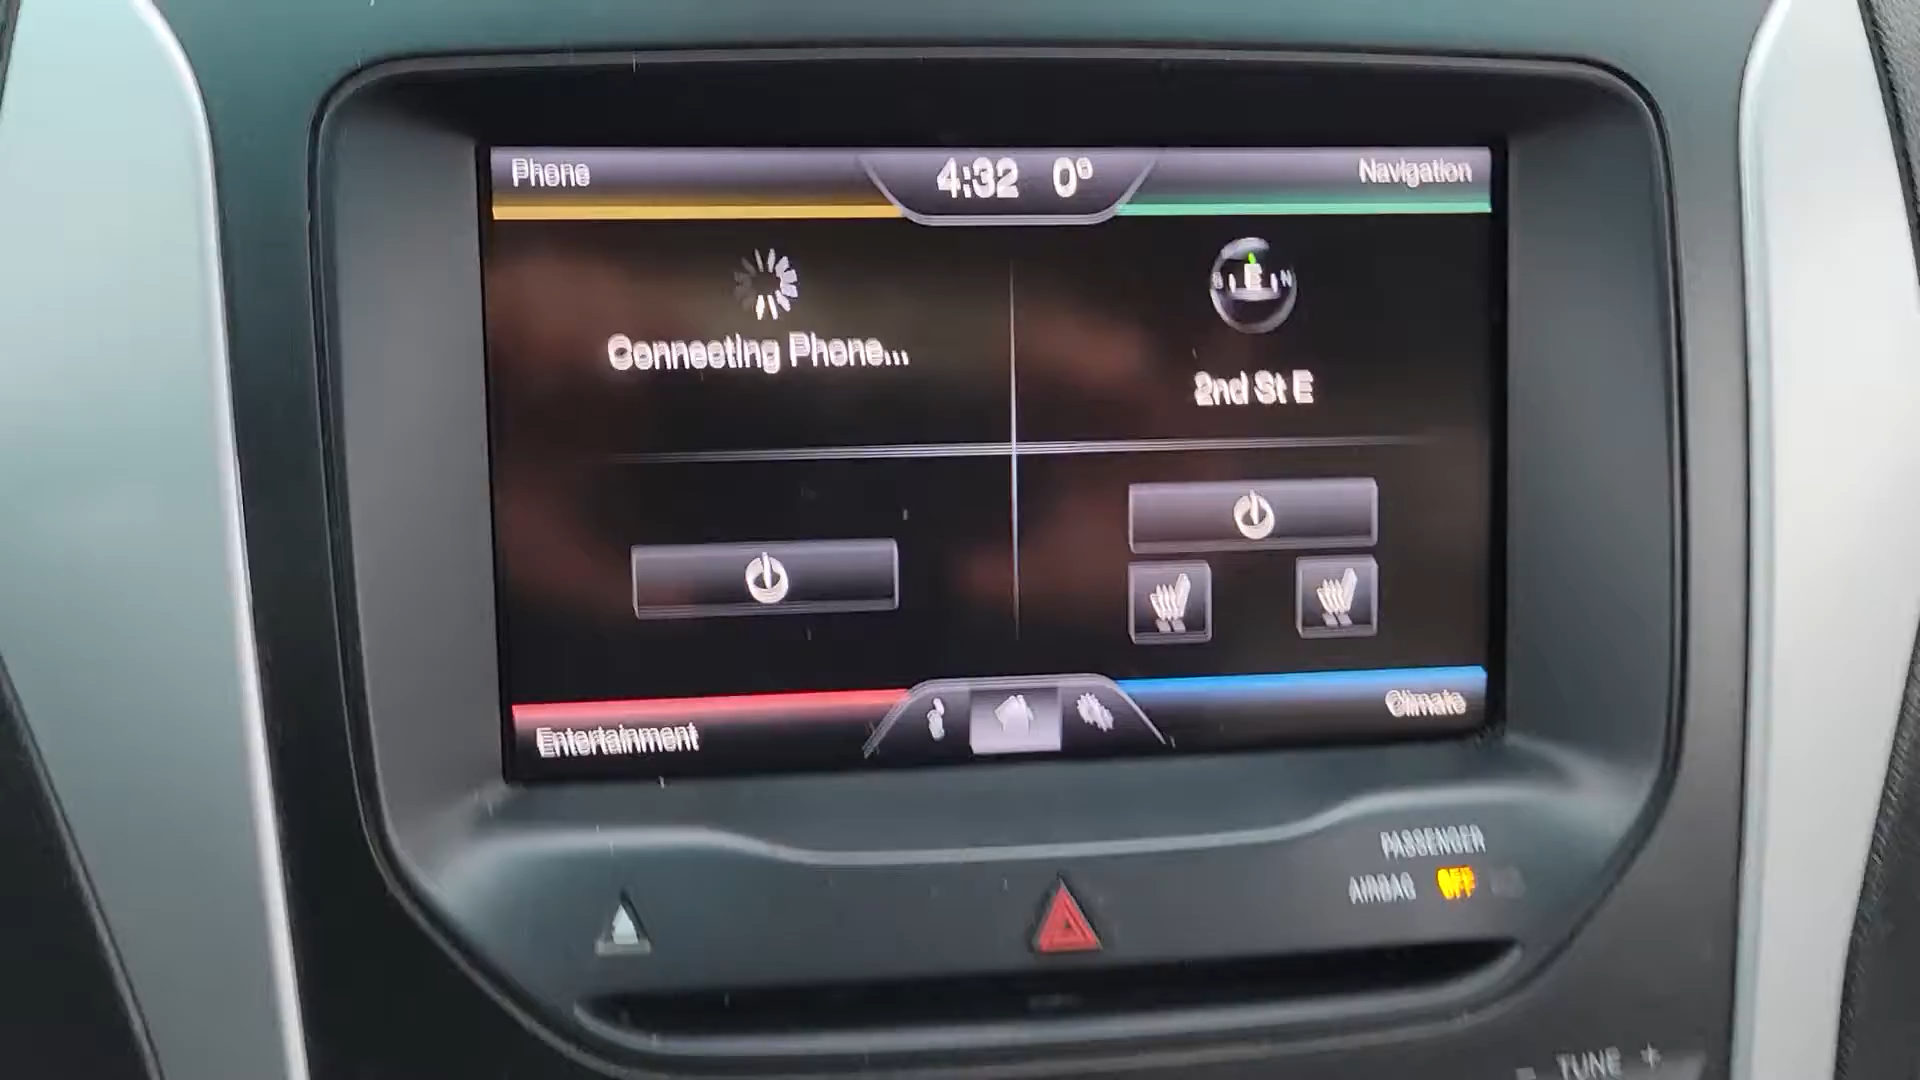 Phone
4:32 0°
Navigation
Connecting Phone...
E N
2nd St E
Entertainment
Climate
PASSENGER
AIRBAG OFF
- TUNE +